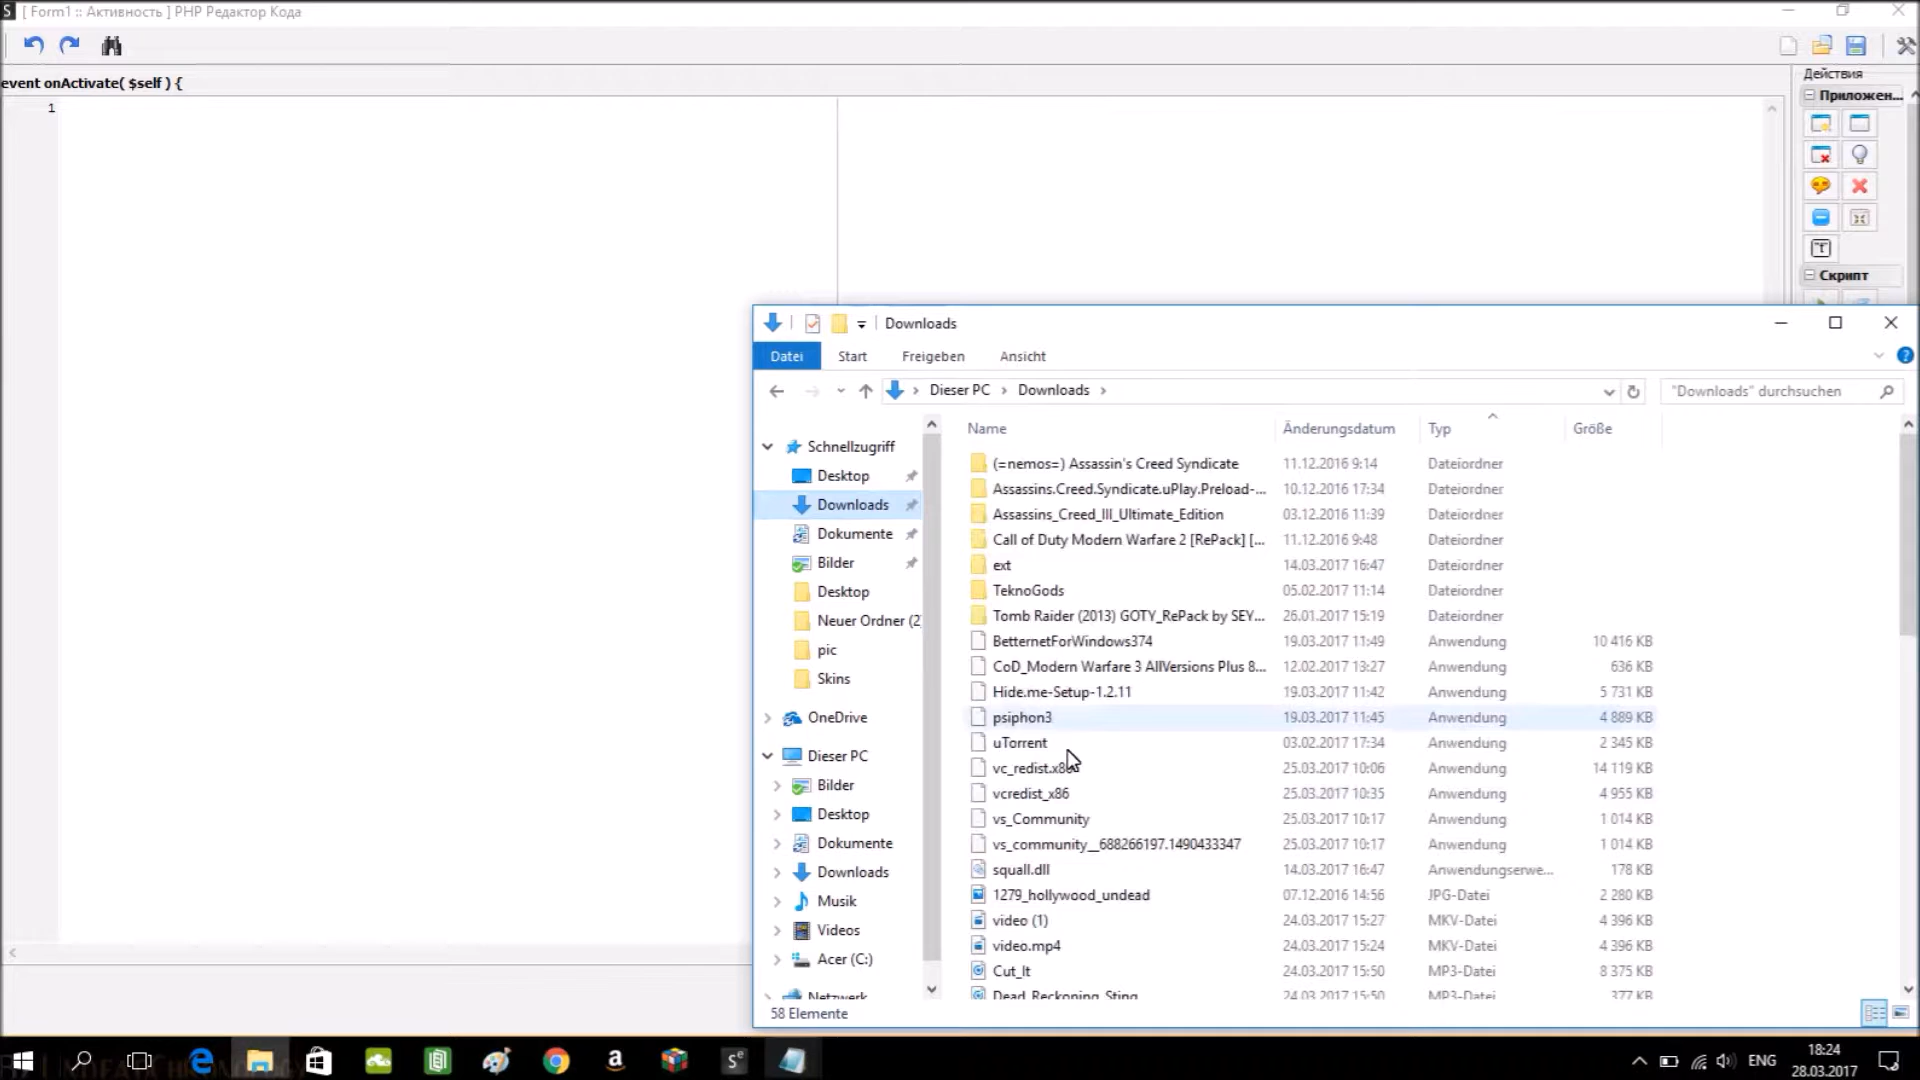 [ Form1 :: Активность ] PHP Редактор Кода
event onActivate( $self ) {
1
Действия
Приложен...
Скрипт
Downloads
Datei Start Freigeben Ansicht
Dieser PC Downloads
"Downloads" durchsuchen
Name Änderungsdatum Typ Größe
Schnellzugriff
Desktop
Downloads
Dokumente
Bilder
Desktop
Neuer Ordner (2)
pic
Skins
OneDrive
Dieser PC
Bilder
Desktop
Dokumente
Downloads
Musik
Videos
Acer (C:)
Netzwerk
(=nemos=) Assassin's Creed Syndicate 11.12.2016 9:14 Dateiordner
Assassins.Creed.Syndicate.uPlay.Preload-... 10.12.2016 17:34 Dateiordner
Assassins_Creed_III_Ultimate_Edition 03.12.2016 11:39 Dateiordner
Call of Duty Modern Warfare 2 [RePack] [... 11.12.2016 9:48 Dateiordner
ext 14.03.2017 16:47 Dateiordner
TeknoGods 05.02.2017 11:14 Dateiordner
Tomb Raider (2013) GOTY_RePack by SEY... 26.01.2017 15:19 Dateiordner
BetternetForWindows374 19.03.2017 11:49 Anwendung 10 416 KB
CoD_Modern Warfare 3 AllVersions Plus 8... 12.02.2017 13:27 Anwendung 636 KB
Hide.me-Setup-1.2.11 19.03.2017 11:42 Anwendung 5 731 KB
psiphon3 19.03.2017 11:45 Anwendung 4 889 KB
uTorrent 03.02.2017 17:34 Anwendung 2 345 KB
vc_redist.x86 25.03.2017 10:06 Anwendung 14 119 KB
vcredist_x86 25.03.2017 10:35 Anwendung 4 955 KB
vs_Community 25.03.2017 10:17 Anwendung 1 014 KB
vs_community__688266197.1490433347 25.03.2017 10:17 Anwendung 1 014 KB
squall.dll 14.03.2017 16:47 Anwendungserwe... 178 KB
1279_hollywood_undead 07.12.2016 14:56 JPG-Datei 2 280 KB
video (1) 24.03.2017 15:27 MKV-Datei 4 396 KB
video.mp4 24.03.2017 15:24 MKV-Datei 4 396 KB
Cut_It 24.03.2017 15:50 MP3-Datei 8 375 KB
Dead_Reckoning_Sting 24.03.2017 15:50 MP3-Datei 377 KB
58 Elemente
ENG
18:24
28.03.2017